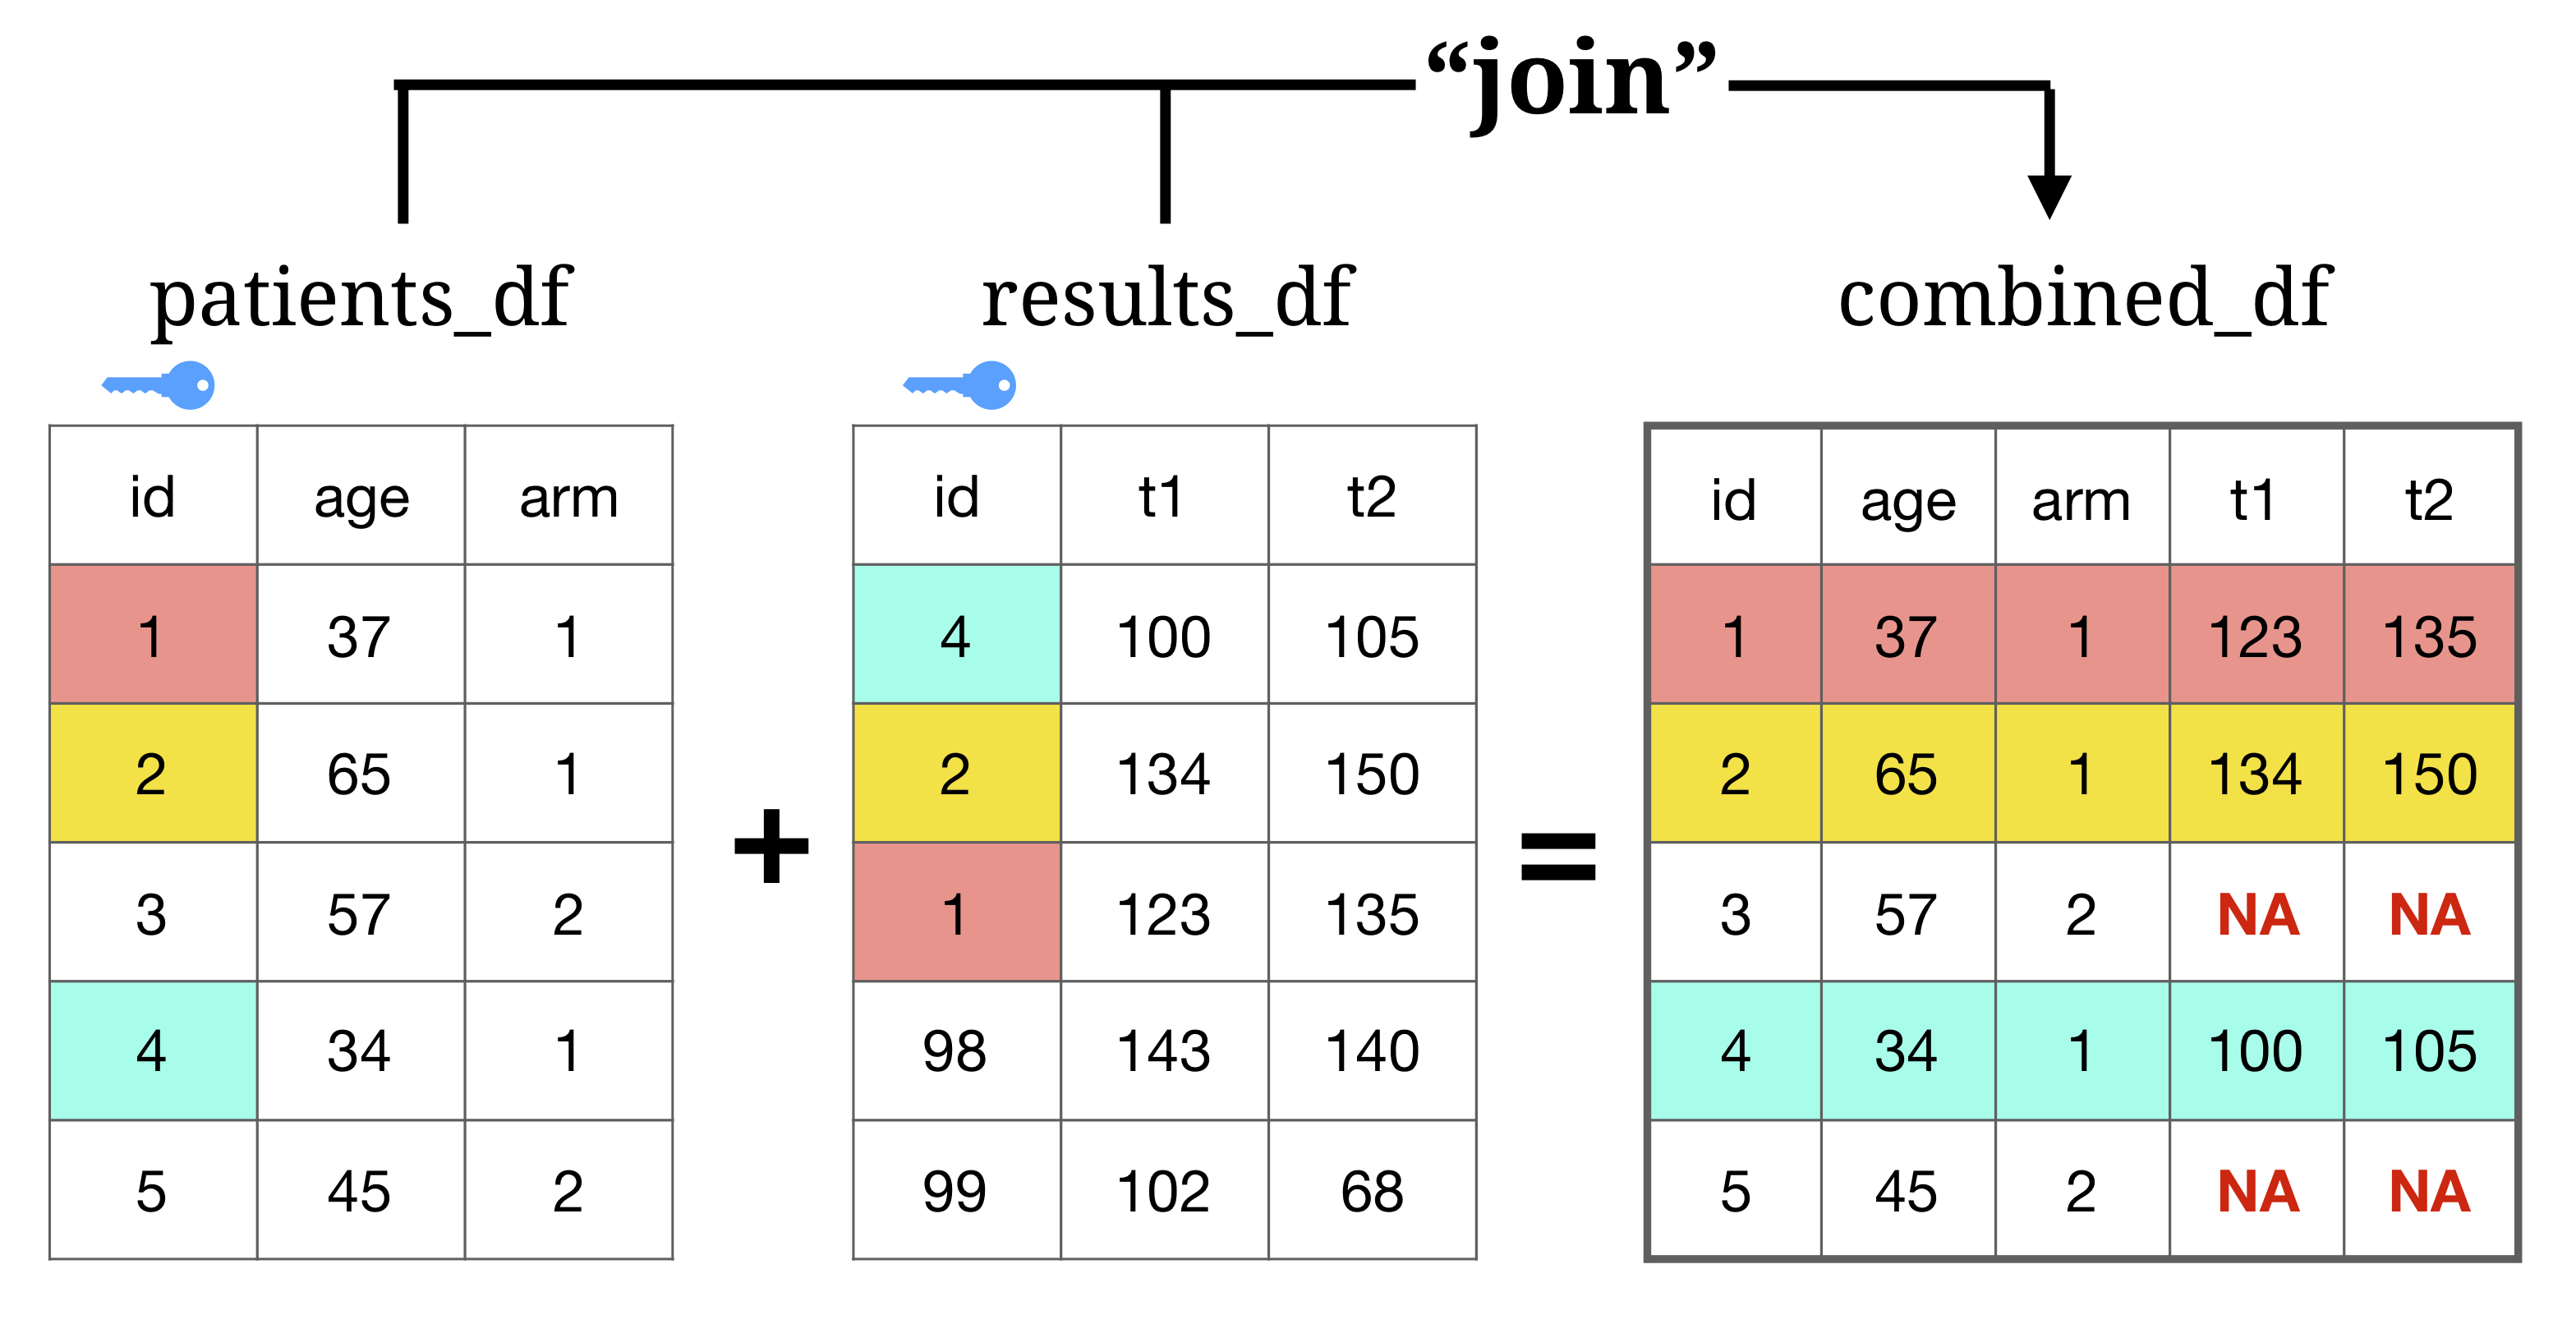 “join”
patients_df
results_df
combined_df
id age arm
1 37 1
2 65 1
3 57 2
4 34 1
5 45 2
+
id t1 t2
4 100 105
2 134 150
1 123 135
98 143 140
99 102 68
=
id age arm t1 t2
1 37 1 123 135
2 65 1 134 150
3 57 2 NA NA
4 34 1 100 105
5 45 2 NA NA